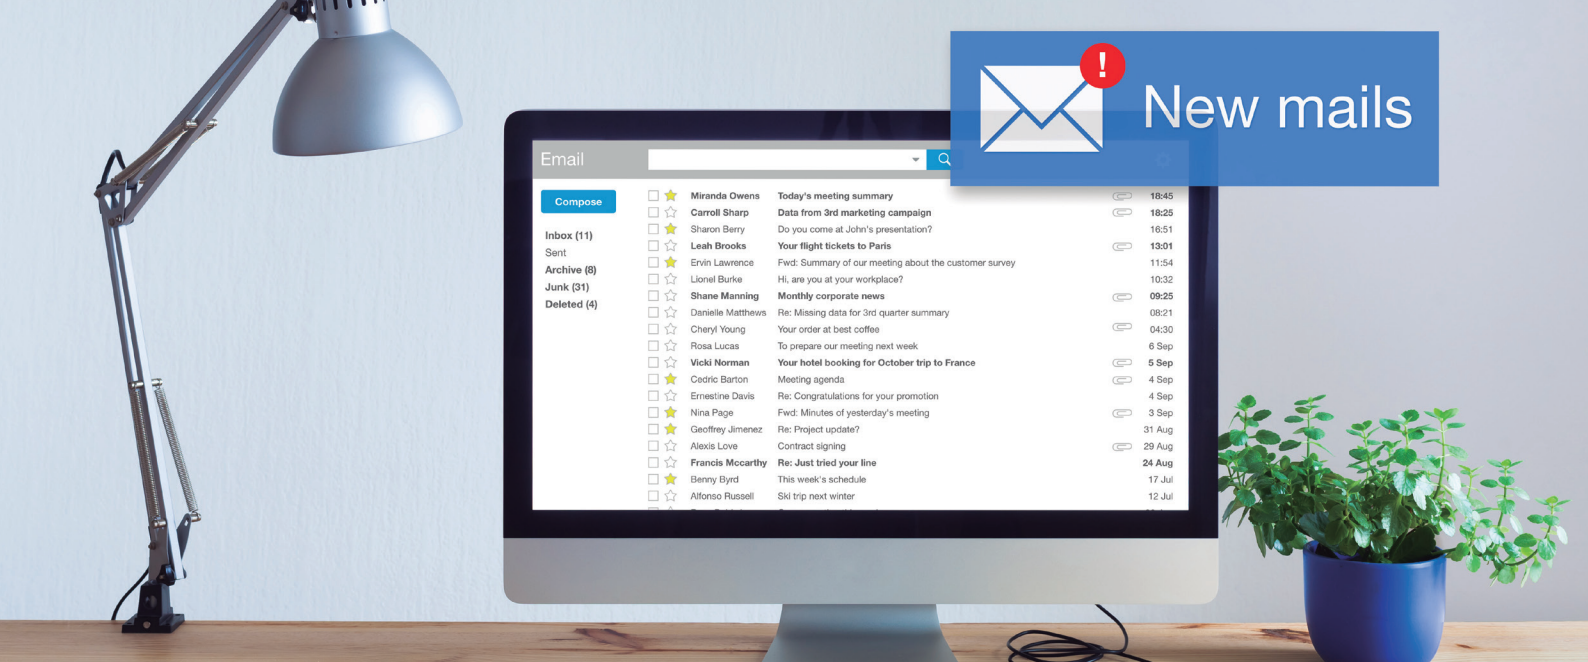 ! New mails
Email
Compose
Inbox (11)
Sent
Archive (8)
Junk (31)
Deleted (4)
Miranda Owens Today's meeting summary 18:45
Carroll Sharp Data from 3rd marketing campaign 18:25
Sharon Berry Do you come at John's presentation? 16:51
Leah Brooks Your flight tickets to Paris 13:01
Ervin Lawrence Fwd: Summary of our meeting about the customer survey 11:54
Lionel Burke Hi, are you at your workplace? 10:32
Shane Manning Monthly corporate news 09:25
Danielle Matthews Re: Missing data for 3rd quarter summary 08:21
Cheryl Young Your order at best coffee 04:30
Rosa Lucas To prepare our meeting next week 6 Sep
Vicki Norman Your hotel booking for October trip to France 5 Sep
Cedric Barton Meeting agenda 4 Sep
Ernestine Davis Re: Congratulations for your promotion 4 Sep
Nina Page Fwd: Minutes of yesterday's meeting 3 Sep
Geoffrey Jimenez Re: Project update? 31 Aug
Alexis Love Contract signing 29 Aug
Francis Mccarthy Re: Just tried your line 24 Aug
Benny Byrd This week's schedule 17 Jul
Alfonso Russell Ski trip next winter 12 Jul